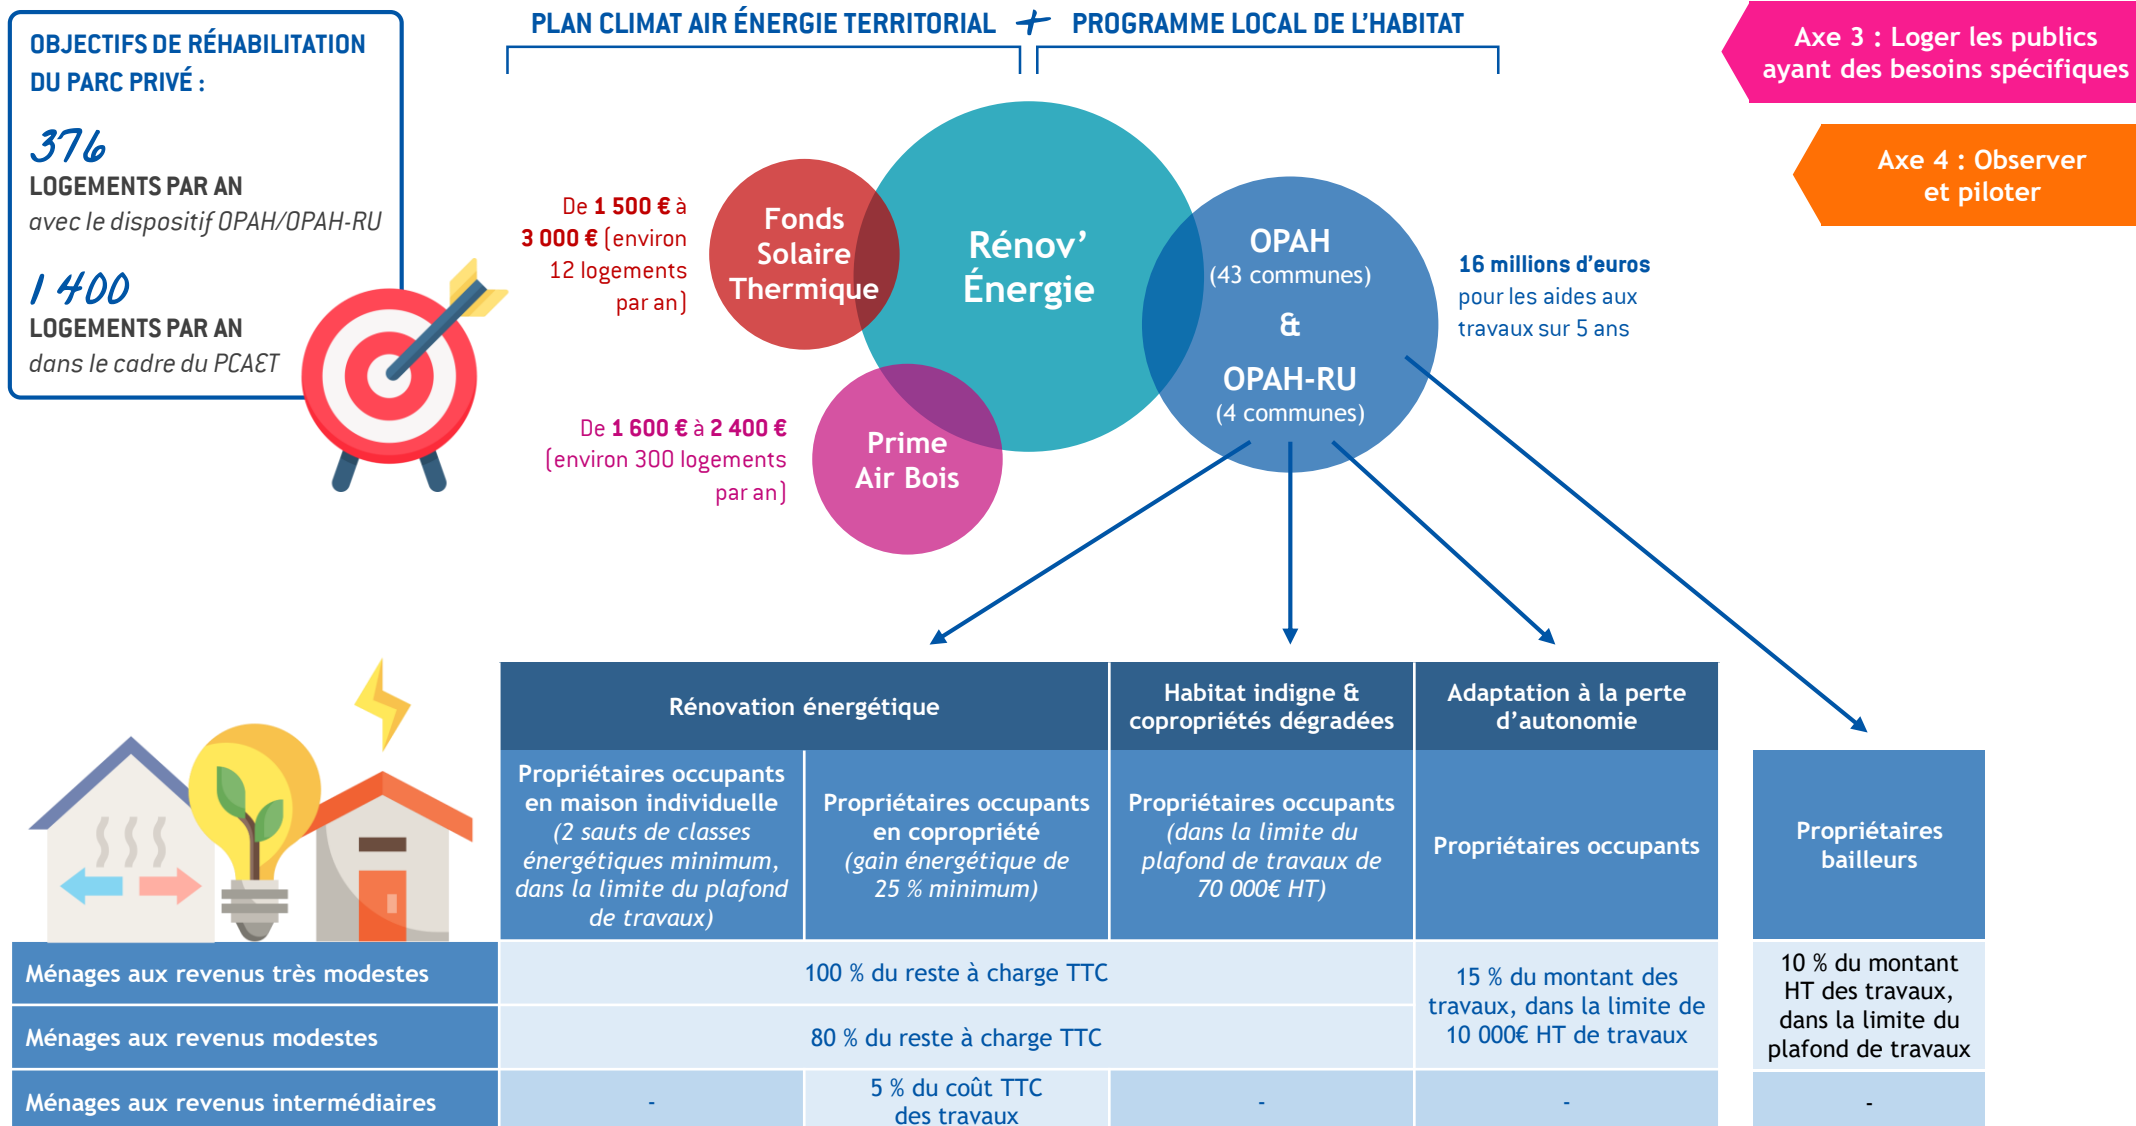 OBJECTIFS DE RÉHABILITATION
DU PARC PRIVÉ :
376
LOGEMENTS PAR AN
avec le dispositif OPAH/OPAH-RU
1 400
LOGEMENTS PAR AN
dans le cadre du PCAET
PLAN CLIMAT AIR ÉNERGIE TERRITORIAL + PROGRAMME LOCAL DE L'HABITAT
Axe 3 : Loger les publics
ayant des besoins spécifiques
Axe 4 : Observer
et piloter
De 1 500 € à
3 000 € (environ
12 logements
par an)
Fonds
Solaire
Thermique
Rénov'
Énergie
OPAH
(43 communes)
&
OPAH-RU
(4 communes)
16 millions d'euros
pour les aides aux
travaux sur 5 ans
De 1 600 € à 2 400 €
(environ 300 logements
par an)
Prime
Air Bois
Rénovation énergétique
Habitat indigne &
copropriétés dégradées
Adaptation à la perte
d'autonomie
Propriétaires occupants
en maison individuelle
(2 sauts de classes
énergétiques minimum,
dans la limite du plafond
de travaux)
Propriétaires occupants
en copropriété
(gain énergétique de
25 % minimum)
Propriétaires occupants
(dans la limite du
plafond de travaux de
70 000€ HT)
Propriétaires occupants
Propriétaires
bailleurs
Ménages aux revenus très modestes
100 % du reste à charge TTC
15 % du montant des
travaux, dans la limite de
10 000€ HT de travaux
10 % du montant
HT des travaux,
dans la limite du
plafond de travaux
Ménages aux revenus modestes
80 % du reste à charge TTC
Ménages aux revenus intermédiaires
-
5 % du coût TTC
des travaux
-
-
-